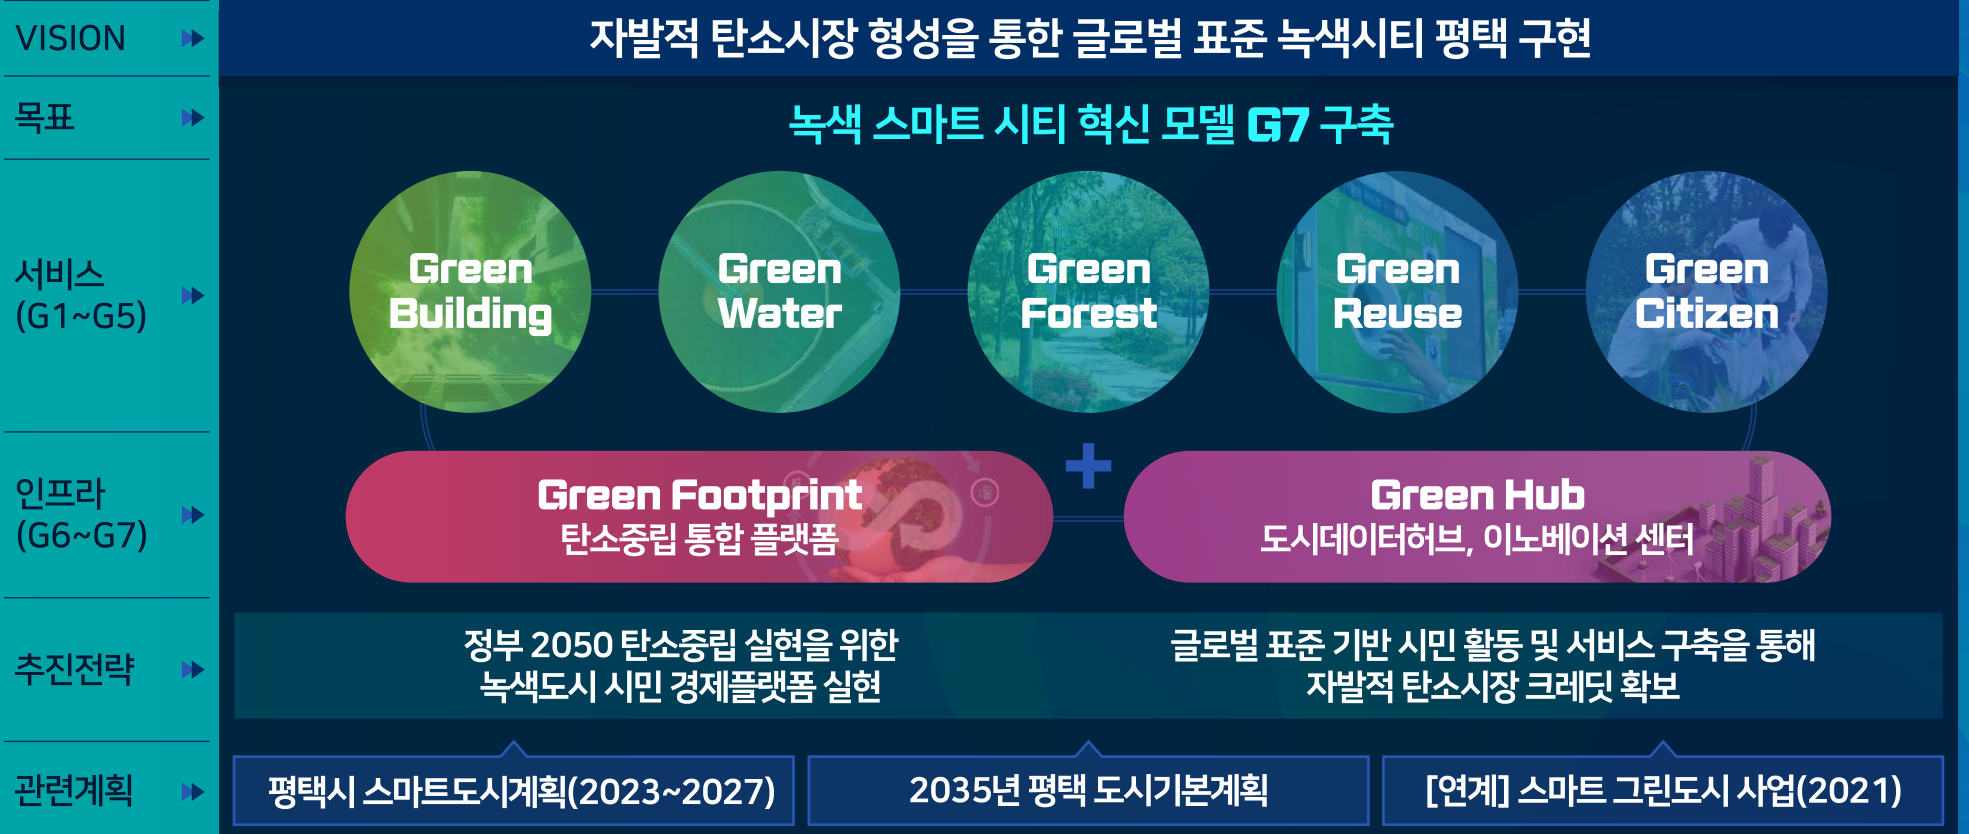 VISION
자발적 탄소시장 형성을 통한 글로벌 표준 녹색시티 평택 구현
목표
녹색 스마트 시티 혁신 모델 G7 구축
서비스
(G1~G5)
Green
Building
Green
Water
Green
Forest
Green
Reuse
Green
Citizen
인프라
(G6~G7)
Green Footprint
탄소중립 통합 플랫폼
+
Green Hub
도시데이터허브, 이노베이션 센터
추진전략
정부 2050 탄소중립 실현을 위한
녹색도시 시민 경제플랫폼 실현
글로벌 표준 기반 시민 활동 및 서비스 구축을 통해
자발적 탄소시장 크레딧 확보
관련계획
평택시 스마트도시계획(2023~2027)
2035년 평택 도시기본계획
[연계] 스마트 그린도시 사업(2021)